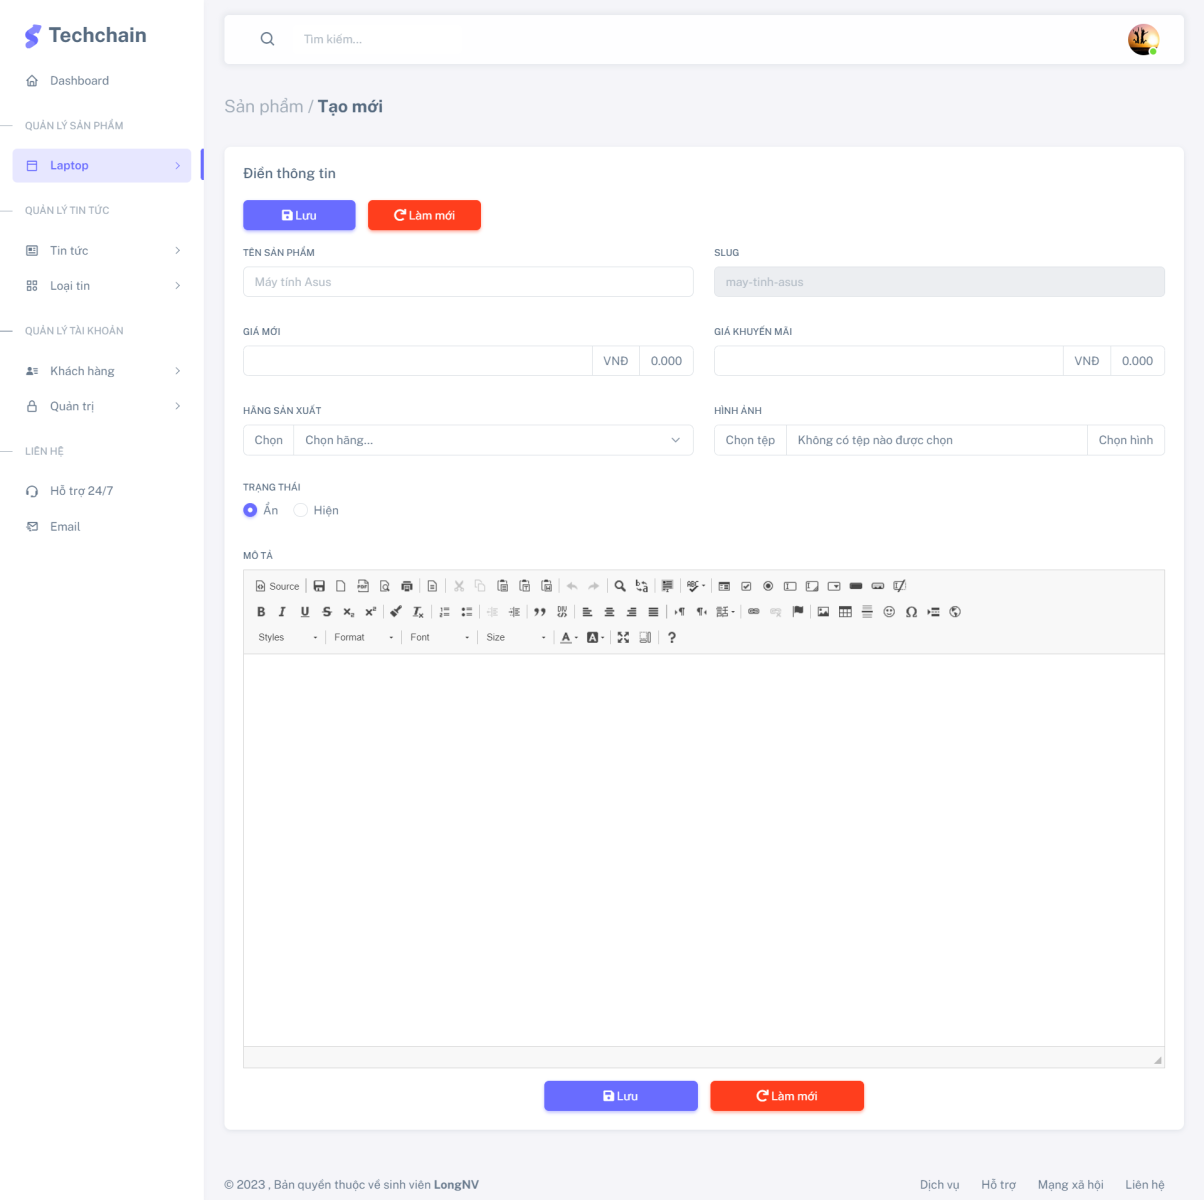 Techchain
Tìm kiếm...
Dashboard
QUẢN LÝ SẢN PHẨM
Laptop
QUẢN LÝ TIN TỨC
Tin tức
Loại tin
QUẢN LÝ TÀI KHOẢN
Khách hàng
Quản trị
LIÊN HỆ
Hỗ trợ 24/7
Email
Sản phẩm / Tạo mới
Điền thông tin
Lưu Làm mới
TÊN SẢN PHẨM SLUG
Máy tính Asus may-tinh-asus
GIÁ MỚI GIÁ KHUYẾN MÃI
VNĐ 0.000 VNĐ 0.000
HÃNG SẢN XUẤT HÌNH ẢNH
Chọn Chọn hãng... Chọn tệp Không có tệp nào được chọn Chọn hình
TRẠNG THÁI
Ẩn Hiện
MÔ TẢ
Source
Styles Format Font Size
Lưu Làm mới
© 2023 , Bản quyền thuộc về sinh viên LongNV Dịch vụ Hỗ trợ Mạng xã hội Liên hệ